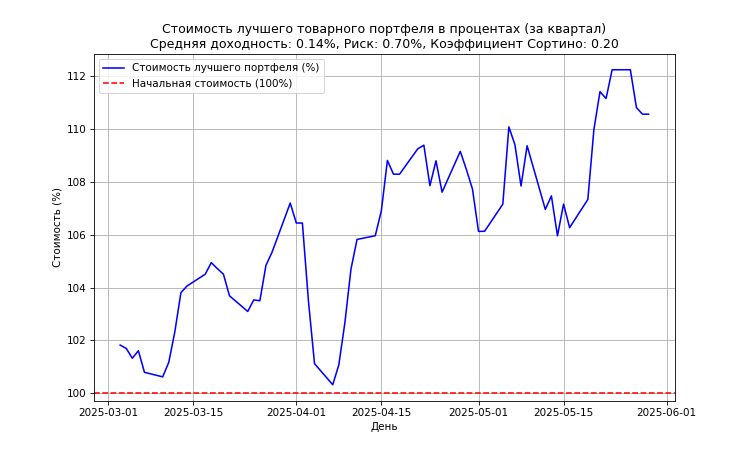 Стоимость лучшего товарного портфеля в процентах (за квартал)
Средняя доходность: 0.14%, Риск: 0.70%, Коэффициент Сортино: 0.20
Стоимость лучшего портфеля (%)
Начальная стоимость (100%)
Стоимость (%)
112
110
108
106
104
102
100
2025-03-01
2025-03-15
2025-04-01
2025-04-15
2025-05-01
2025-05-15
2025-06-01
День